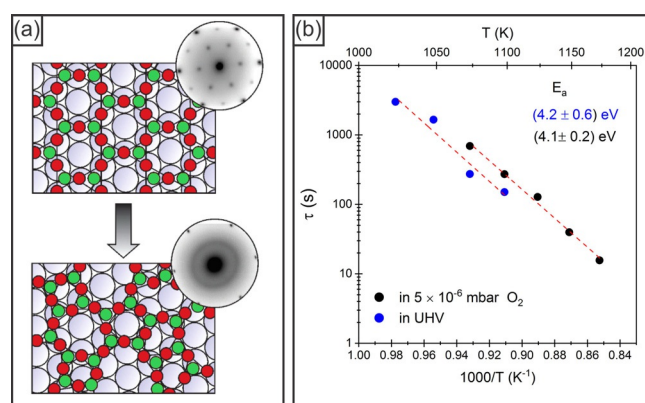 (a)
(b)
T (K)
1000 1050 1100 1150 1200
E_a
(4.2 ± 0.6) eV
(4.1± 0.2) eV
10000
1000
100
10
1
τ (s)
in 5 × 10⁻⁶ mbar O₂
in UHV
1.00 0.98 0.96 0.94 0.92 0.90 0.88 0.86 0.84
1000/T (K⁻¹)